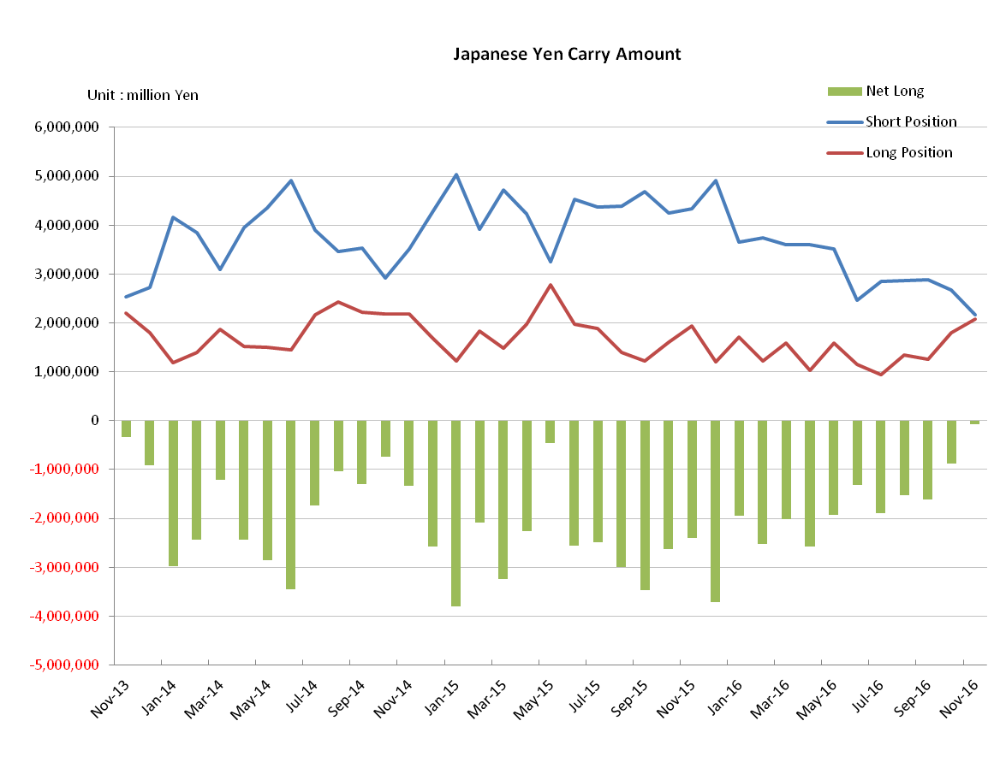 Japanese Yen Carry Amount
Unit : million Yen
Net Long
Short Position
Long Position
6,000,000
5,000,000
4,000,000
3,000,000
2,000,000
1,000,000
0
-1,000,000
-2,000,000
-3,000,000
-4,000,000
-5,000,000
Nov-13
Jan-14
Mar-14
May-14
Jul-14
Sep-14
Nov-14
Jan-15
Mar-15
May-15
Jul-15
Sep-15
Nov-15
Jan-16
Mar-16
May-16
Jul-16
Sep-16
Nov-16